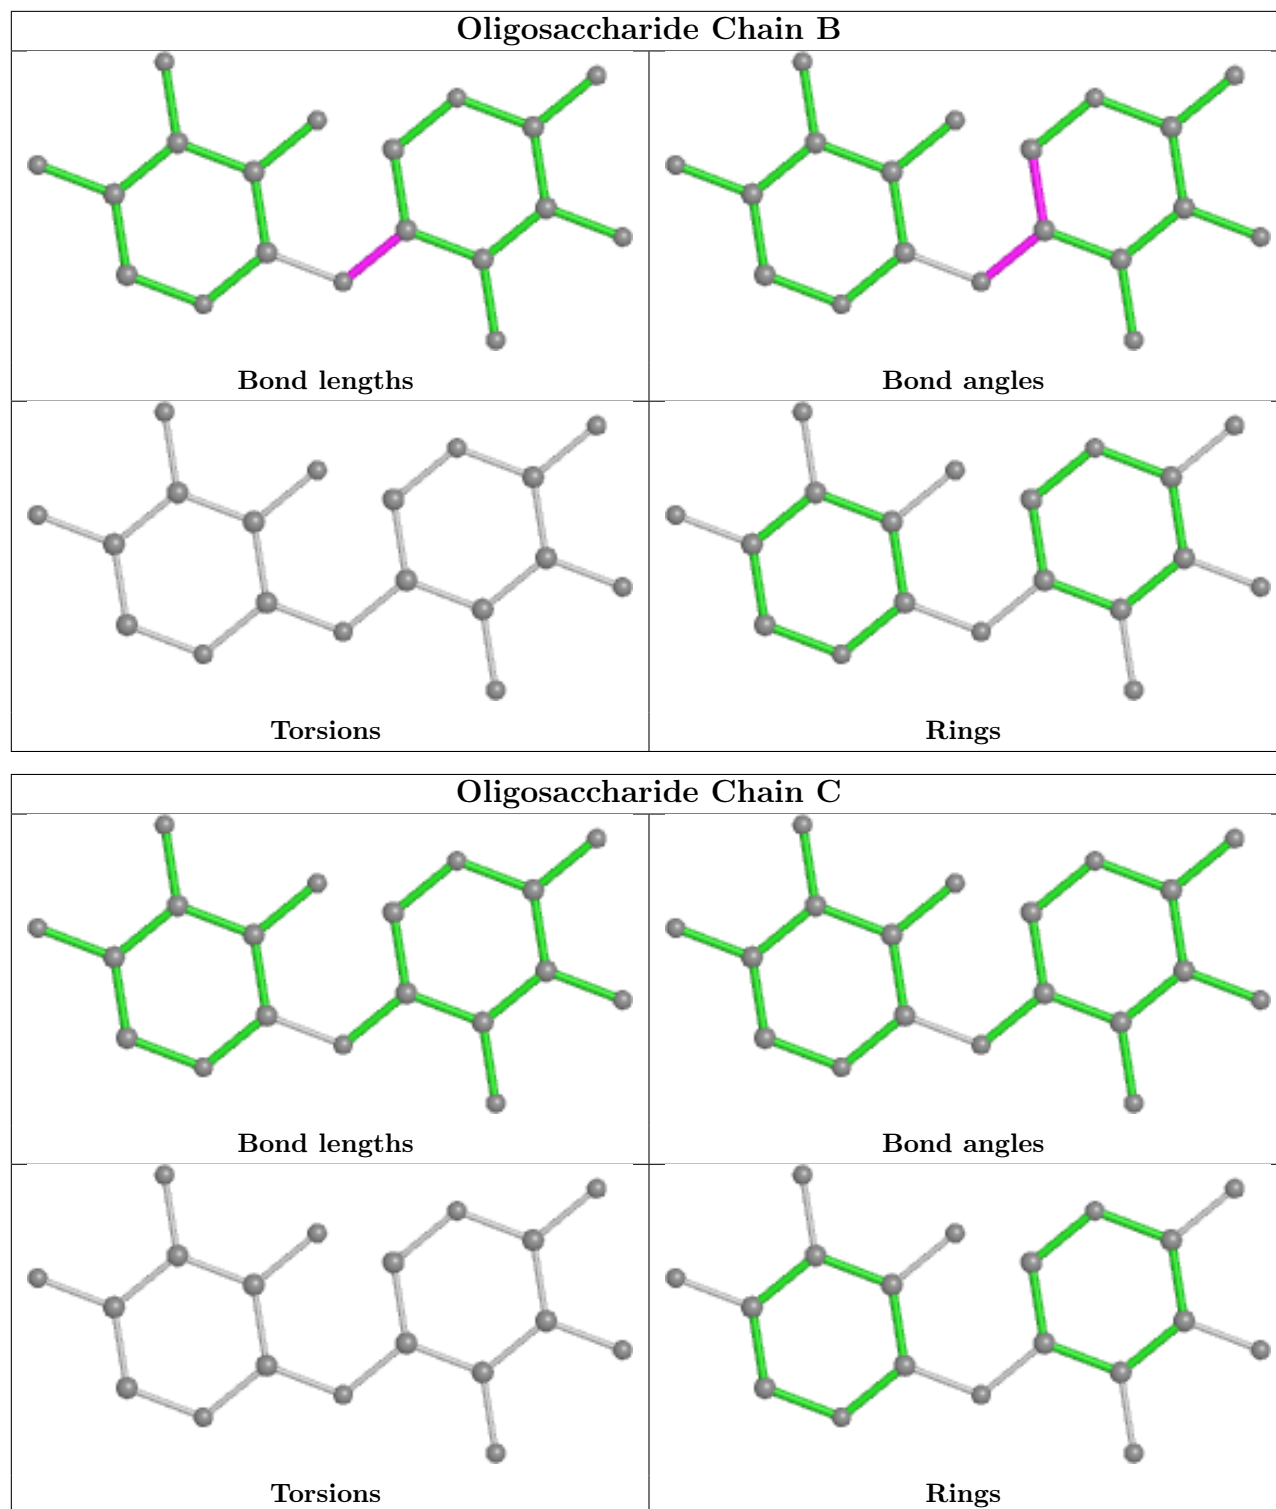 Oligosaccharide Chain B
Bond lengths
Bond angles
Torsions
Rings
Oligosaccharide Chain C
Bond lengths
Bond angles
Torsions
Rings